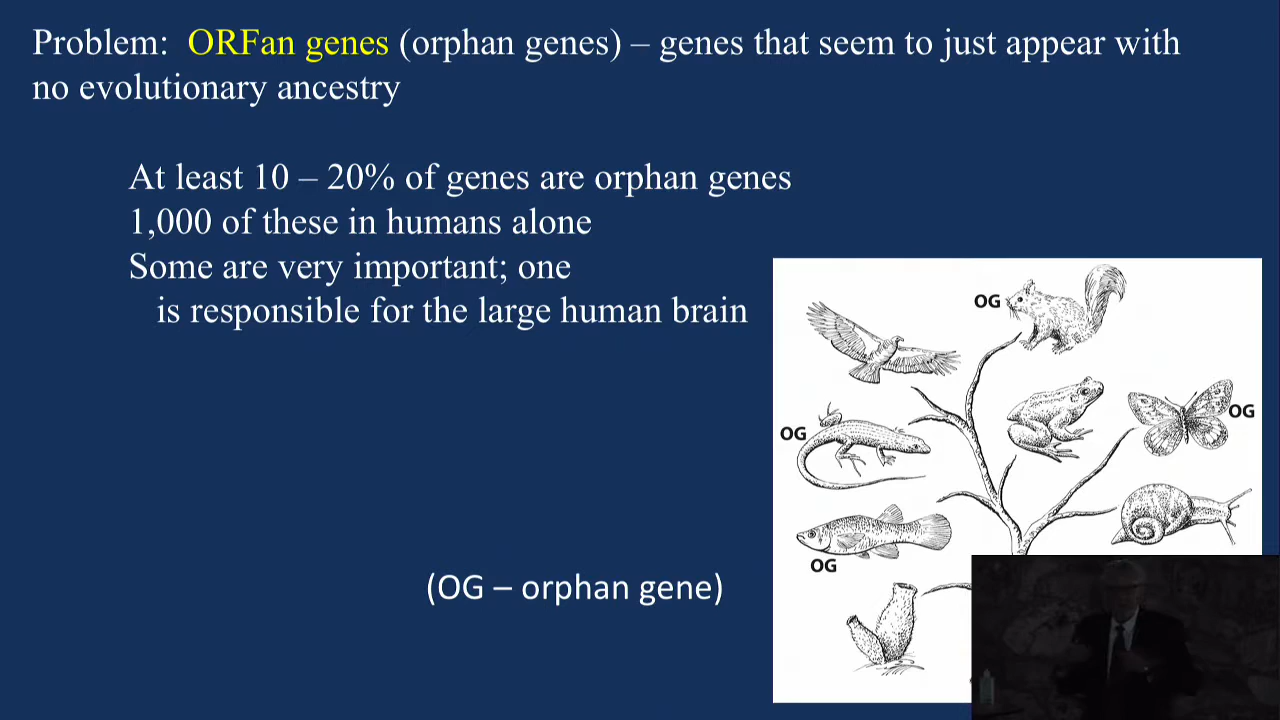 Problem: ORFan genes (orphan genes) – genes that seem to just appear with
no evolutionary ancestry
At least 10 – 20% of genes are orphan genes
1,000 of these in humans alone
Some are very important; one
is responsible for the large human brain
OG
OG
OG
OG
(OG – orphan gene)